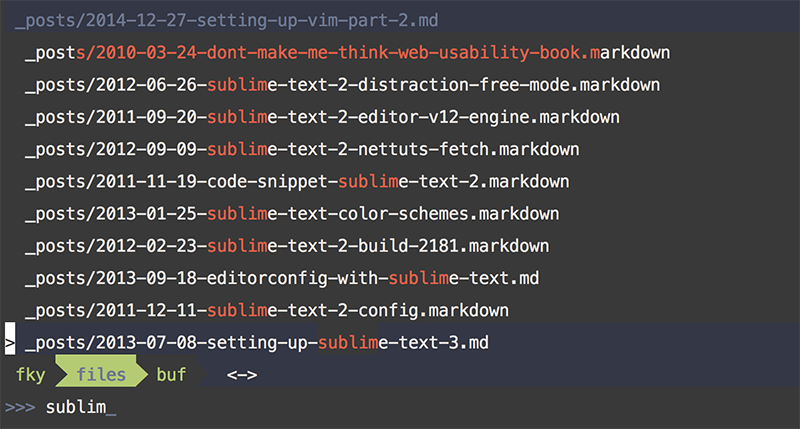 _posts/2014-12-27-setting-up-vim-part-2.md
_posts/2010-03-24-dont-make-me-think-web-usability-book.markdown
_posts/2012-06-26-sublime-text-2-distraction-free-mode.markdown
_posts/2011-09-20-sublime-text-2-editor-v12-engine.markdown
_posts/2012-09-09-sublime-text-2-nettuts-fetch.markdown
_posts/2011-11-19-code-snippet-sublime-text-2.markdown
_posts/2013-01-25-sublime-text-color-schemes.markdown
_posts/2012-02-23-sublime-text-2-build-2181.markdown
_posts/2013-09-18-editorconfig-with-sublime-text.md
_posts/2011-12-11-sublime-text-2-config.markdown
> _posts/2013-07-08-setting-up-sublime-text-3.md
fky files buf <->
>>> sublim_